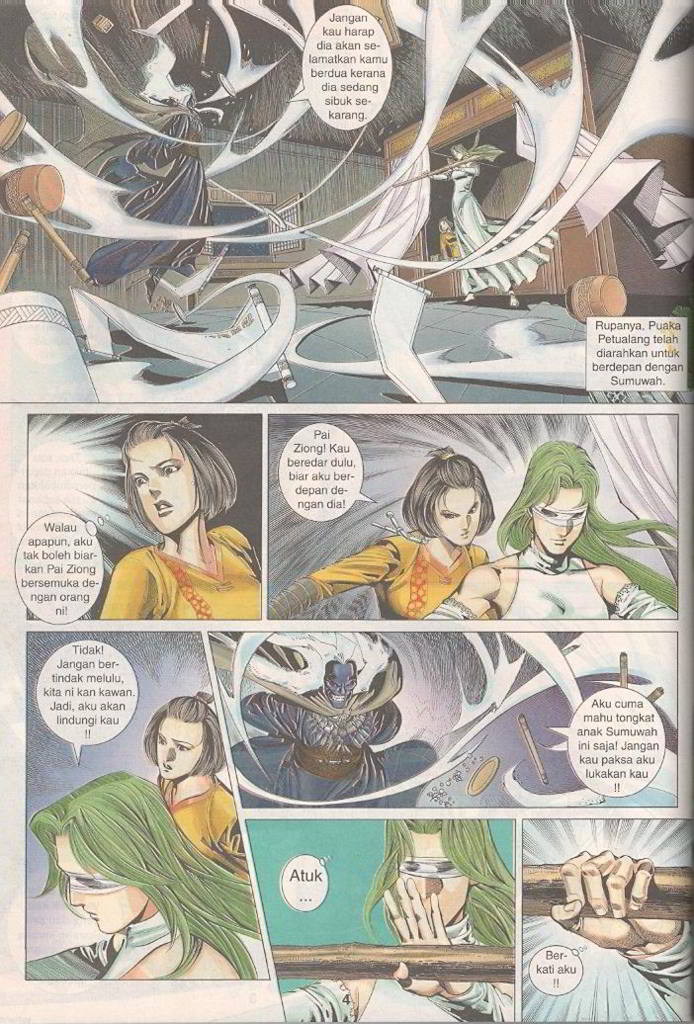 Jangan
kau harap
dia akan se-
lamatkan kamu
berdua kerana
dia sedang
sibuk se-
karang.
Rupanya, Puaka
Petualang telah
diarahkan untuk
berdepan dengan
Sumuwah.
Walau
apapun, aku
tak boleh biar-
kan Pai Ziong
bersemuka de-
ngan orang
ni!
Pai
Ziong! Kau
beredar dulu,
biar aku ber-
depan de-
ngan dia!
Tidak!
Jangan ber-
tindak melulu,
kita ni kan kawan.
Jadi, aku akan
lindungi kau
!!
Aku cuma
mahu tongkat
anak Sumuwah
ini saja! Jangan
kau paksa aku
lukakan kau
!!
Atuk
...
Ber-
kati aku
!!
4